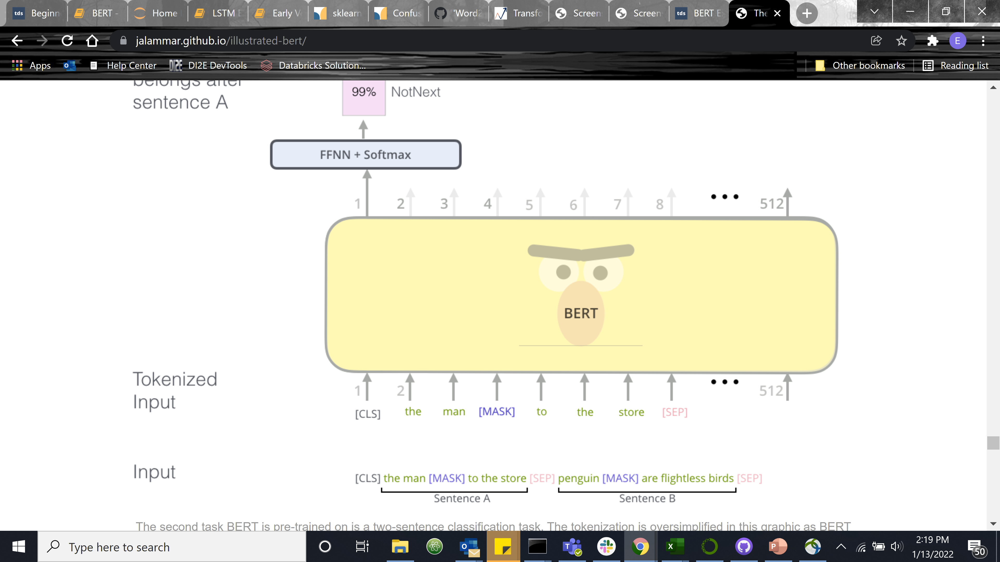 tds Beginn BERT - Home LSTM E Early V sklearn Confus 'Word2 Transfo Screen Screen tds BERT E The
jalammar.github.io/illustrated-bert/ E
Apps Help Center DI2E DI2E DevTools Databricks Solution... Other bookmarks Reading list
belongs after
sentence A
99% NotNext
FFNN + Softmax
1 2 3 4 5 6 7 8 ••• 512
BERT
Tokenized
Input
1 2 ••• 512
[CLS] the man [MASK] to the store [SEP]
Input
[CLS] the man [MASK] to the store [SEP] penguin [MASK] are flightless birds [SEP]
Sentence A Sentence B
The second task BERT is pre-trained on is a two-sentence classification task. The tokenization is oversimplified in this graphic as BERT
Type here to search
2:19 PM
1/13/2022
50